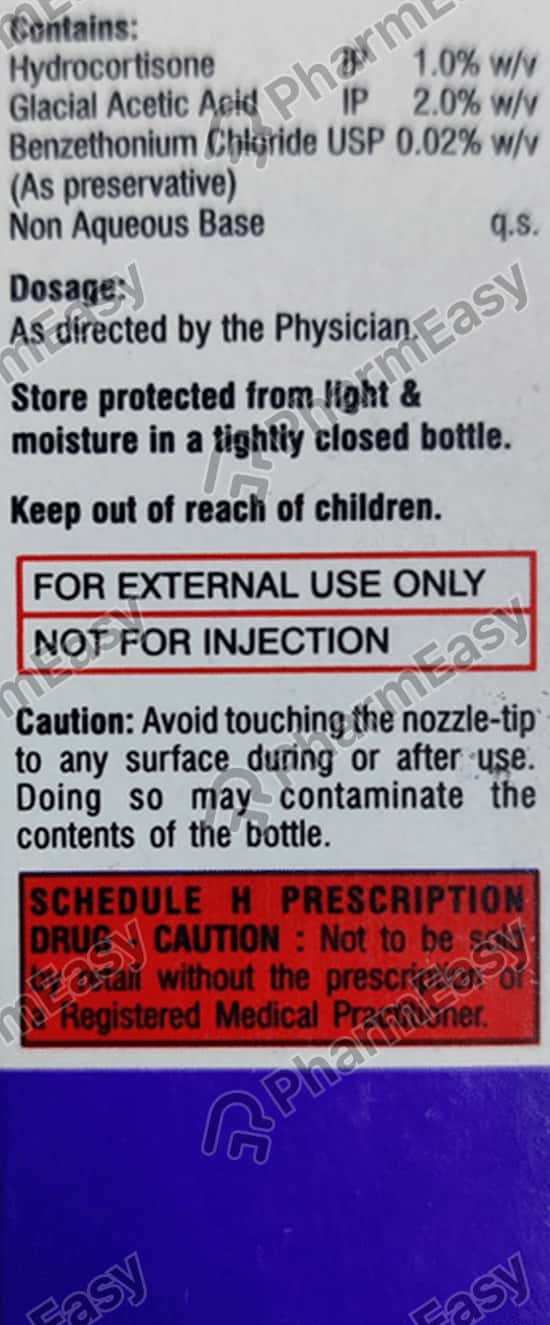 Contains:
Hydrocortisone IP 1.0% w/v
Glacial Acetic Acid IP 2.0% w/v
Benzethonium Chloride USP 0.02% w/v
(As preservative)
Non Aqueous Base q.s.
Dosage:
As directed by the Physician.
Store protected from light &
moisture in a tightly closed bottle.
Keep out of reach of children.
FOR EXTERNAL USE ONLY
NOT FOR INJECTION
Caution: Avoid touching the nozzle-tip
to any surface during or after use.
Doing so may contaminate the
contents of the bottle.
SCHEDULE H PRESCRIPTION
DRUG - CAUTION : Not to be sold
by retail without the prescription of
a Registered Medical Practitioner.
PharmEasy